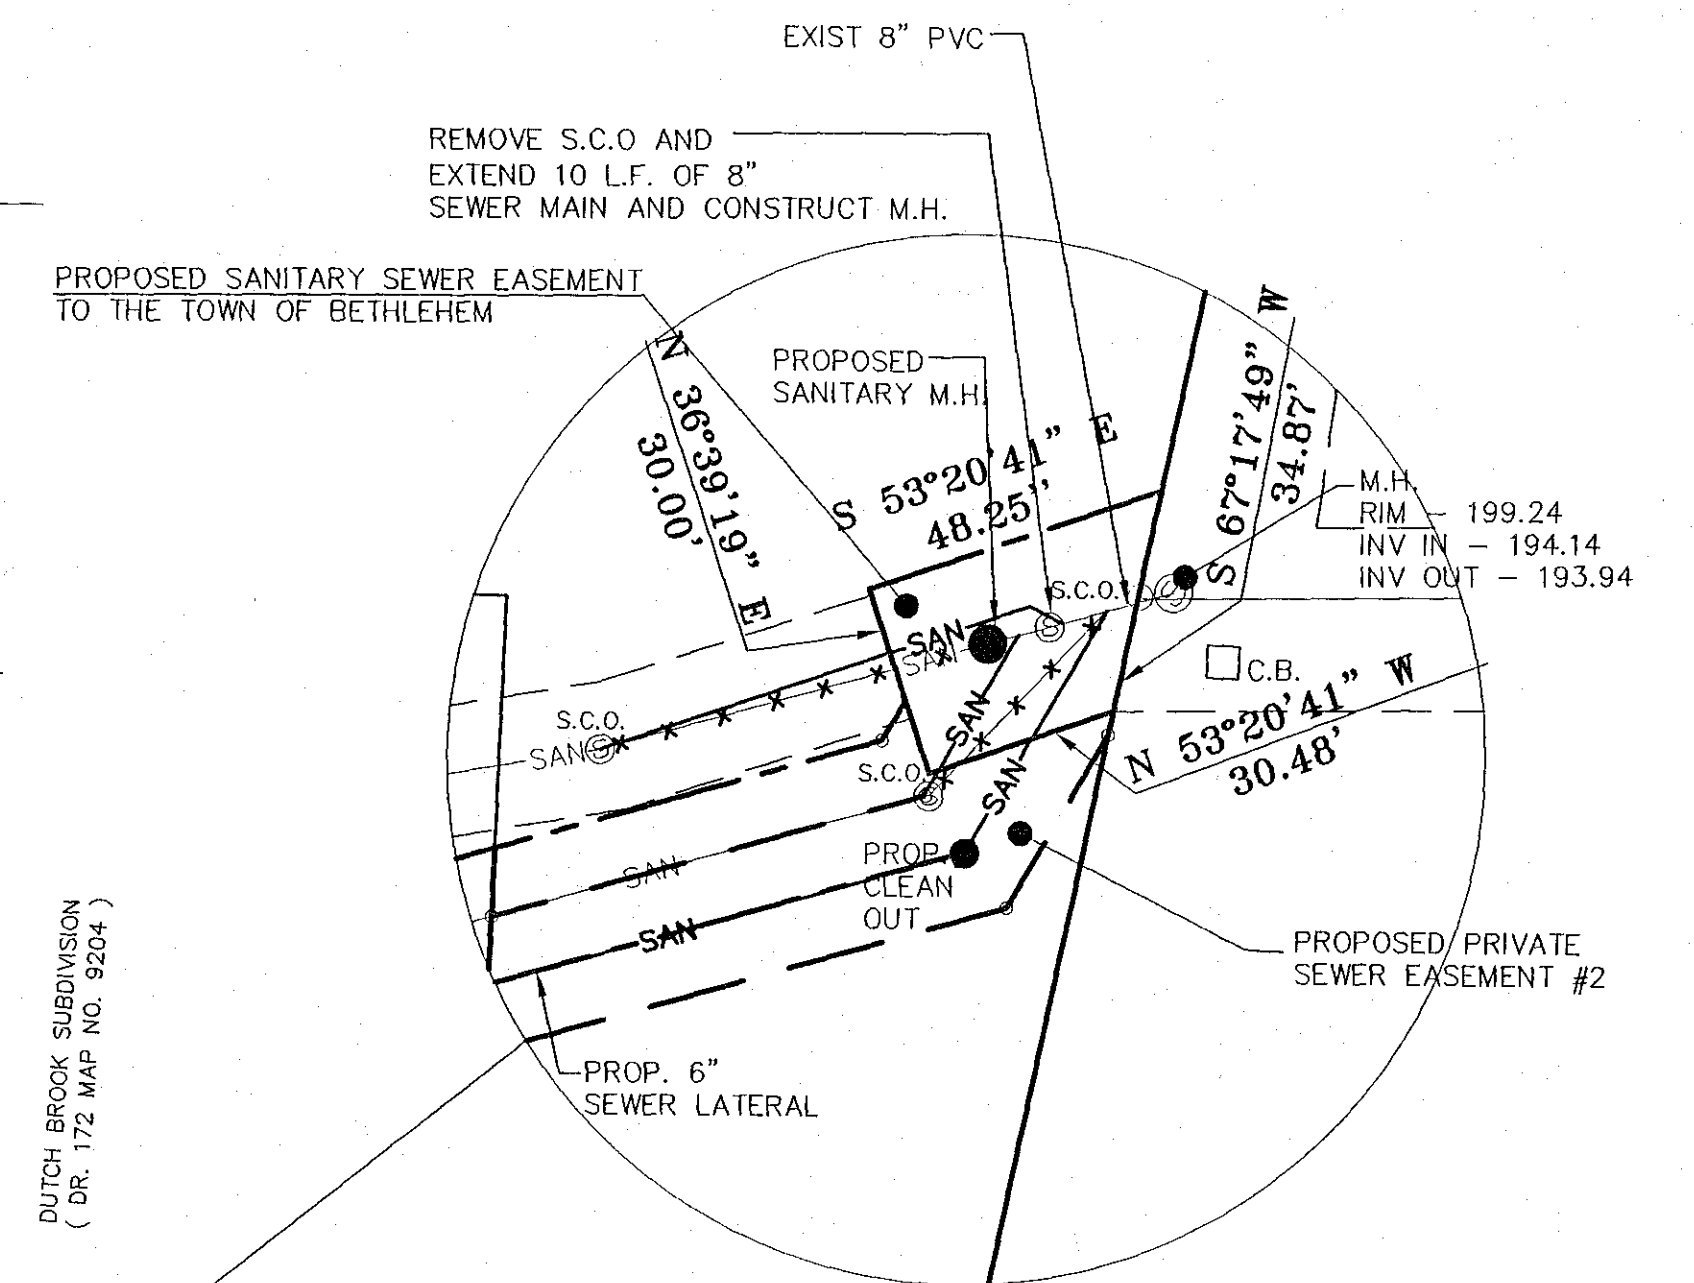 EXIST 8" PVC
REMOVE S.C.O AND
EXTEND 10 L.F. OF 8"
SEWER MAIN AND CONSTRUCT M.H.
PROPOSED SANITARY SEWER EASEMENT
TO THE TOWN OF BETHLEHEM
PROPOSED
SANITARY M.H.
N 36°39'19" E
30.00'
S 53°20'41" E
48.25'
S 67°17'49" W
34.87'
M.H.
RIM - 199.24
INV IN - 194.14
INV OUT - 193.94
S.C.O.
S
S
SAN
SAN
C.B.
S.C.O.
SAN
S
SAN
N 53°20'41" W
30.48'
S.C.O.
S
SAN
SAN
PROP.
CLEAN
OUT
SAN
PROPOSED PRIVATE
SEWER EASEMENT #2
PROP. 6"
SEWER LATERAL
DUTCH BROOK SUBDIVISION
( DR. 172 MAP NO. 9204 )